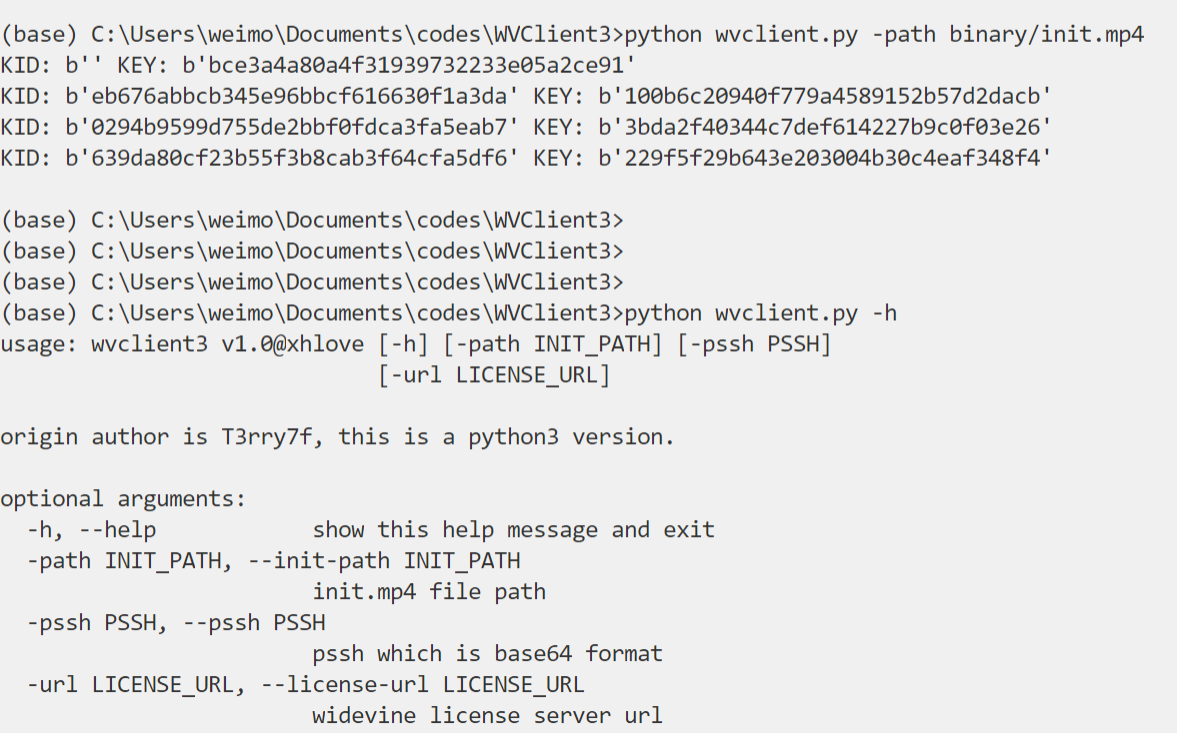 (base) C:\Users\weimo\Documents\codes\WVClient3>python wvclient.py -path binary/init.mp4
KID: b'' KEY: b'bce3a4a80a4f31939732233e05a2ce91'
KID: b'eb676abbcb345e96bbcf616630f1a3da' KEY: b'100b6c20940f779a4589152b57d2dacb'
KID: b'0294b9599d755de2bbf0fdca3fa5eab7' KEY: b'3bda2f40344c7def614227b9c0f03e26'
KID: b'639da80cf23b55f3b8cab3f64cfa5df6' KEY: b'229f5f29b643e203004b30c4eaf348f4'
(base) C:\Users\weimo\Documents\codes\WVClient3>
(base) C:\Users\weimo\Documents\codes\WVClient3>
(base) C:\Users\weimo\Documents\codes\WVClient3>
(base) C:\Users\weimo\Documents\codes\WVClient3>python wvclient.py -h
usage: wvclient3 v1.0@xhlove [-h] [-path INIT_PATH] [-pssh PSSH]
[-url LICENSE_URL]
origin author is T3rry7f, this is a python3 version.
optional arguments:
-h, --help show this help message and exit
-path INIT_PATH, --init-path INIT_PATH
init.mp4 file path
-pssh PSSH, --pssh PSSH
pssh which is base64 format
-url LICENSE_URL, --license-url LICENSE_URL
widevine license server url